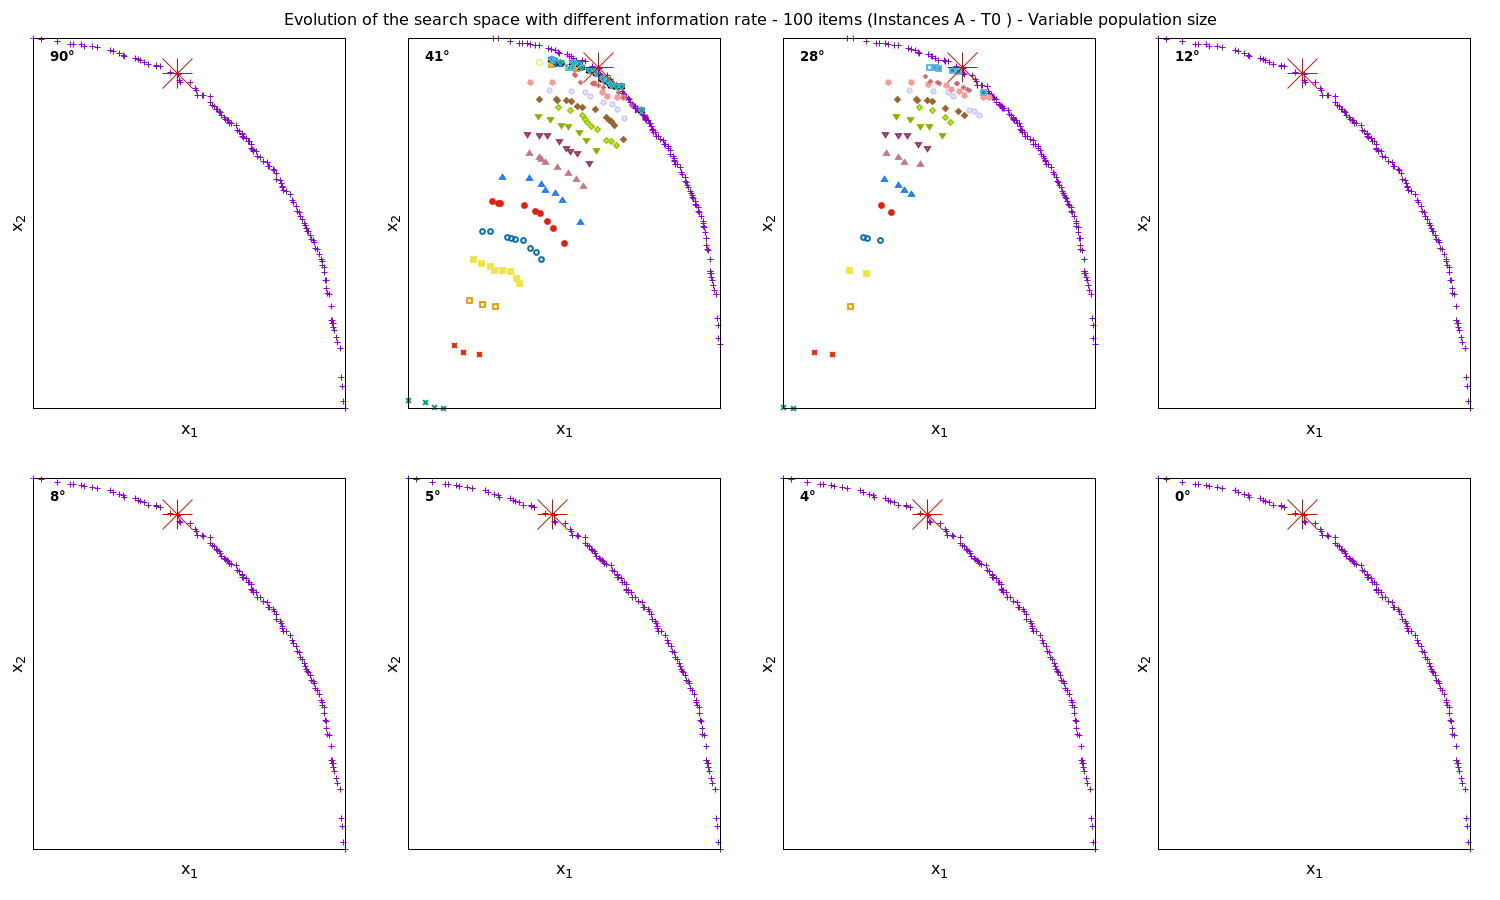 Evolution of the search space with different information rate - 100 items (Instances A - T0 ) - Variable population size
90°
41°
28°
12°
x2
x2
x2
x2
x1
x1
x1
x1
8°
5°
4°
0°
x2
x2
x2
x2
x1
x1
x1
x1